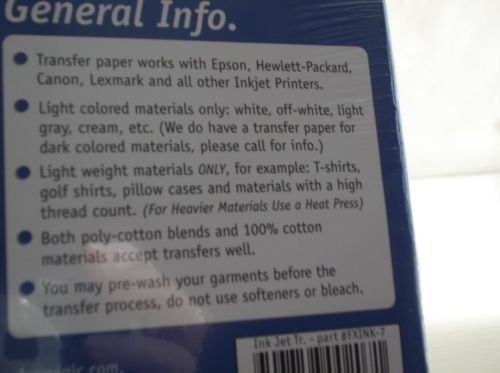 General Info.
Transfer paper works with Epson, Hewlett-Packard,
Canon, Lexmark and all other Inkjet Printers.
Light colored materials only: white, off-white, light
gray, cream, etc. (We do have a transfer paper for
dark colored materials, please call for info.)
Light weight materials ONLY, for example: T-shirts,
golf shirts, pillow cases and materials with a high
thread count. (For Heavier Materials Use a Heat Press)
Both poly-cotton blends and 100% cotton
materials accept transfers well.
You may pre-wash your garments before the
transfer process, do not use softeners or bleach.
Ink Jet Tr. - part #FXINK-7